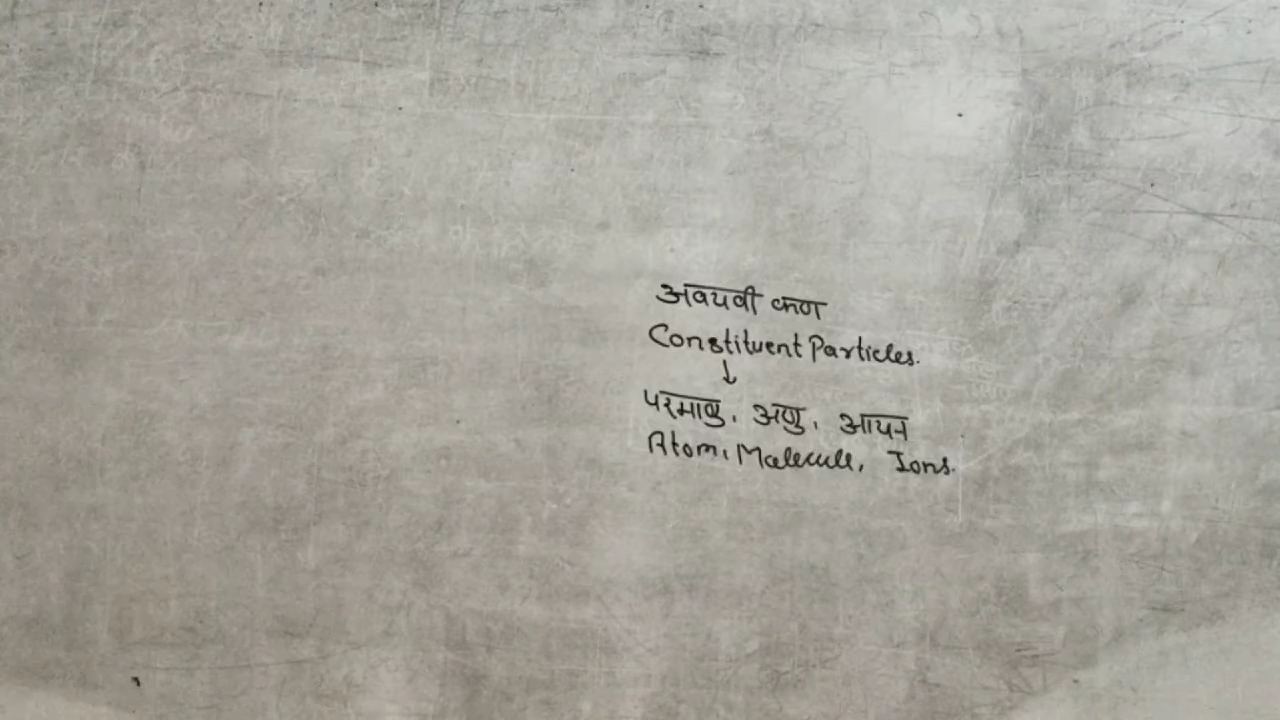 अवयवी कण
Constituent Particles.
↓
परमाणु, अणु, आयन
Atom, Malecule, Ions.